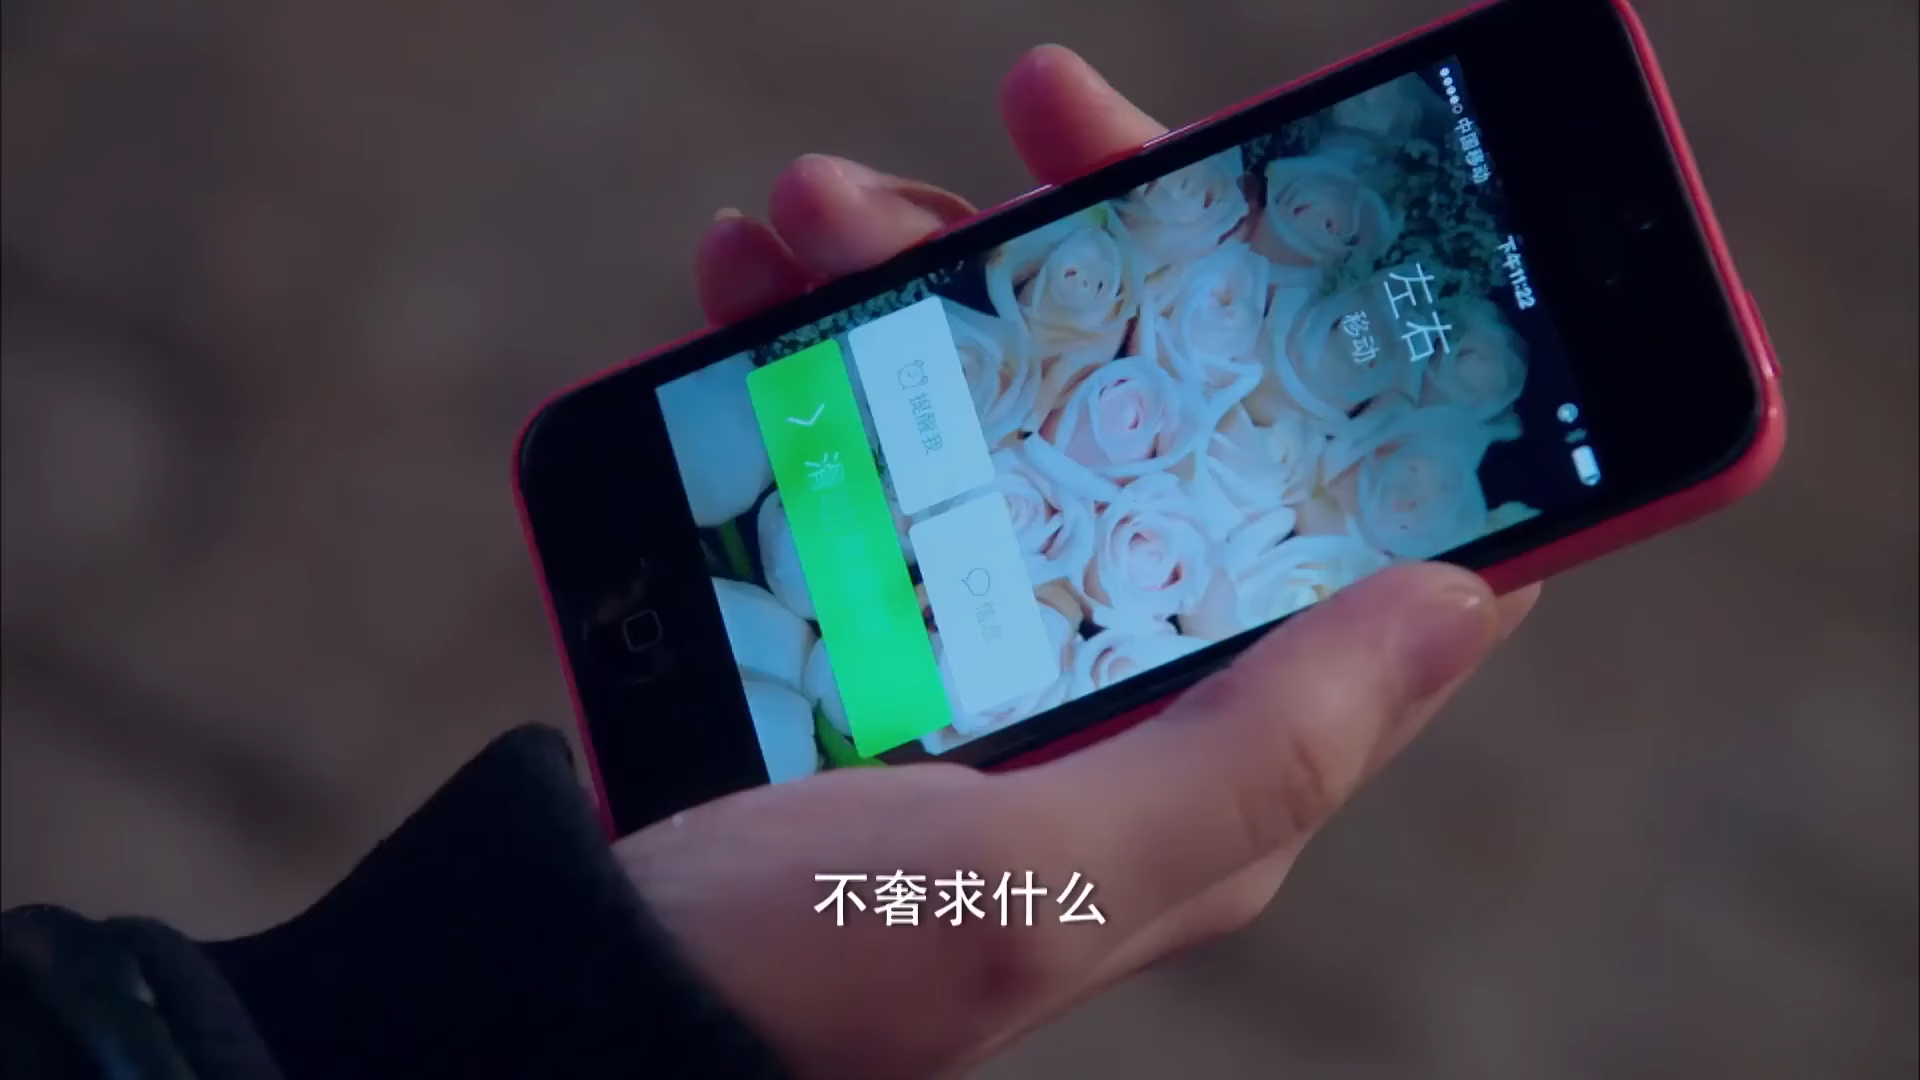 中国移动
下午11:22
左右
移动
提醒我
信息
不奢求什么